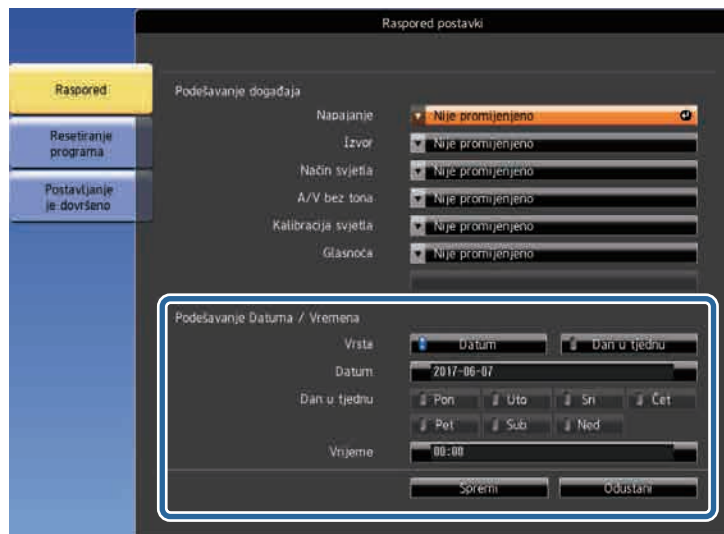 Raspored postavki
Raspored
Resetiranje
programa
Postavljanje
je dovršeno
Podešavanje događaja
Napajanje Nije promijenjeno
Izvor Nije promijenjeno
Način svjetla Nije promijenjeno
A/V bez tona Nije promijenjeno
Kalibracija svjetla Nije promijenjeno
Glasnoća Nije promijenjeno
Podešavanje Datuma / Vremena
Vrsta Datum Dan u tjednu
Datum 2017-06-07
Dan u tjednu Pon Uto Sri Čet
Pet Sub Ned
Vrijeme 00:00
Spremi Odustani